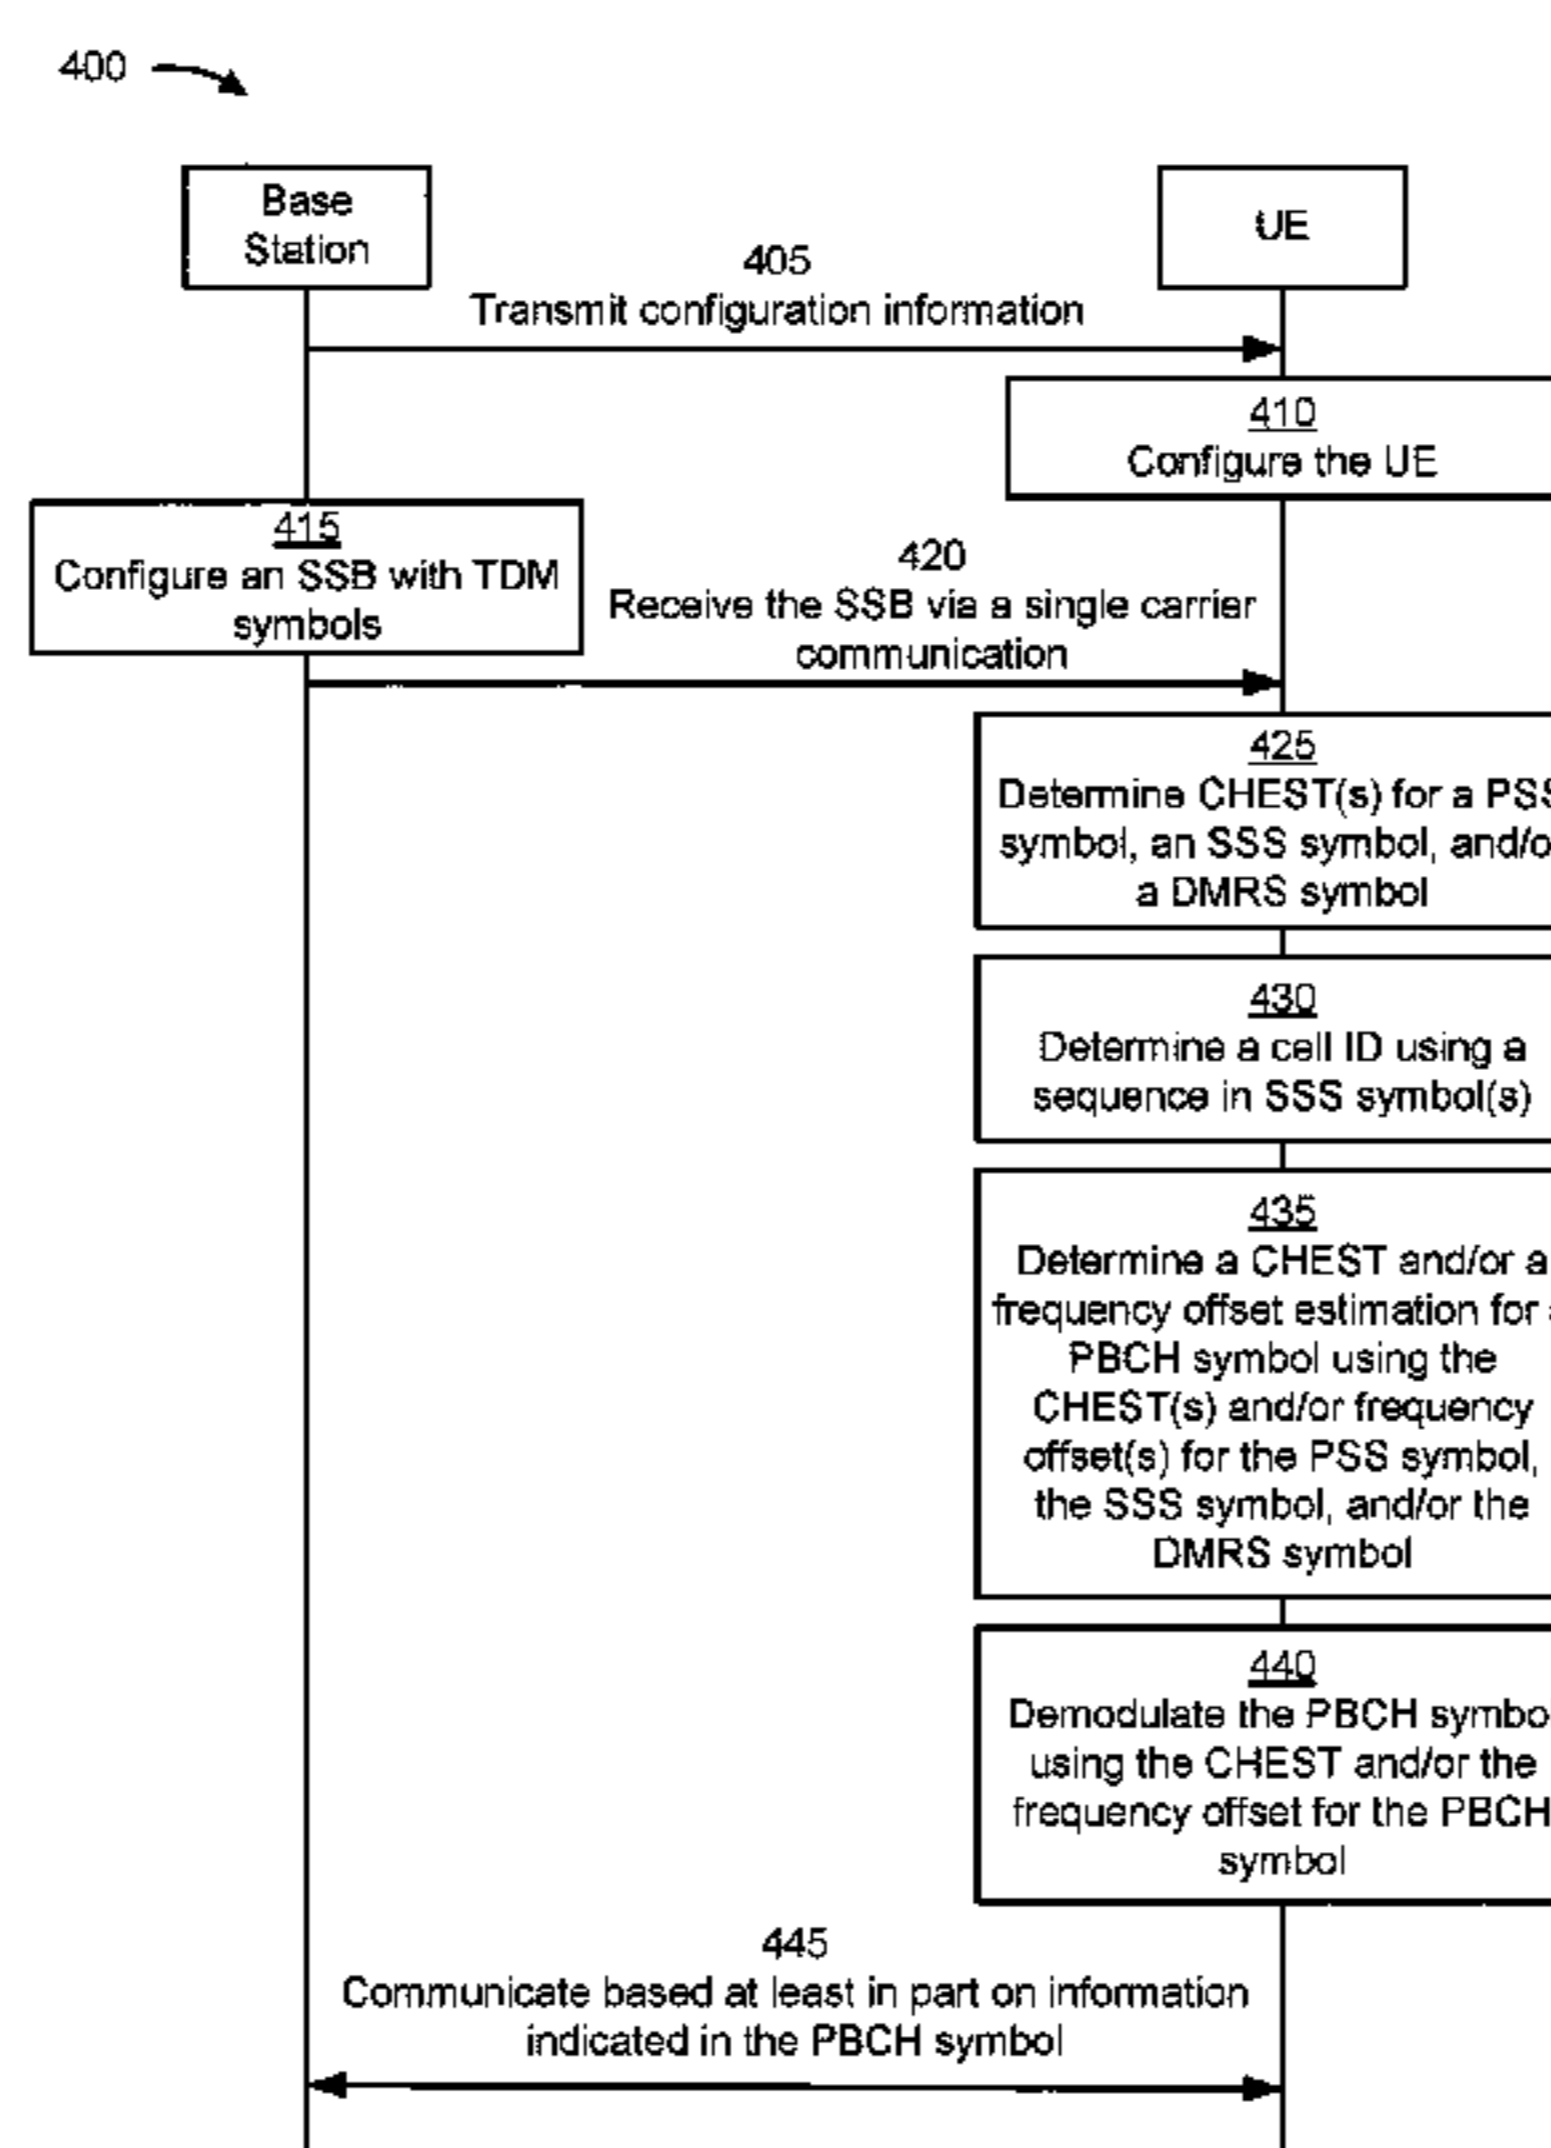 400
Base
Station
UE
405
Transmit configuration information
410
Configure the UE
415
Configure an SSB with TDM
symbols
420
Receive the SSB via a single carrier
communication
425
Determine CHEST(s) for a PSS
symbol, an SSS symbol, and/o
a DMRS symbol
430
Determine a cell ID using a
sequence in SSS symbol(s)
435
Determine a CHEST and/or a
frequency offset estimation for
PBCH symbol using the
CHEST(s) and/or frequency
offset(s) for the PSS symbol,
the SSS symbol, and/or the
DMRS symbol
440
Demodulate the PBCH symbo
using the CHEST and/or the
frequency offset for the PBCH
symbol
445
Communicate based at least in part on information
indicated in the PBCH symbol